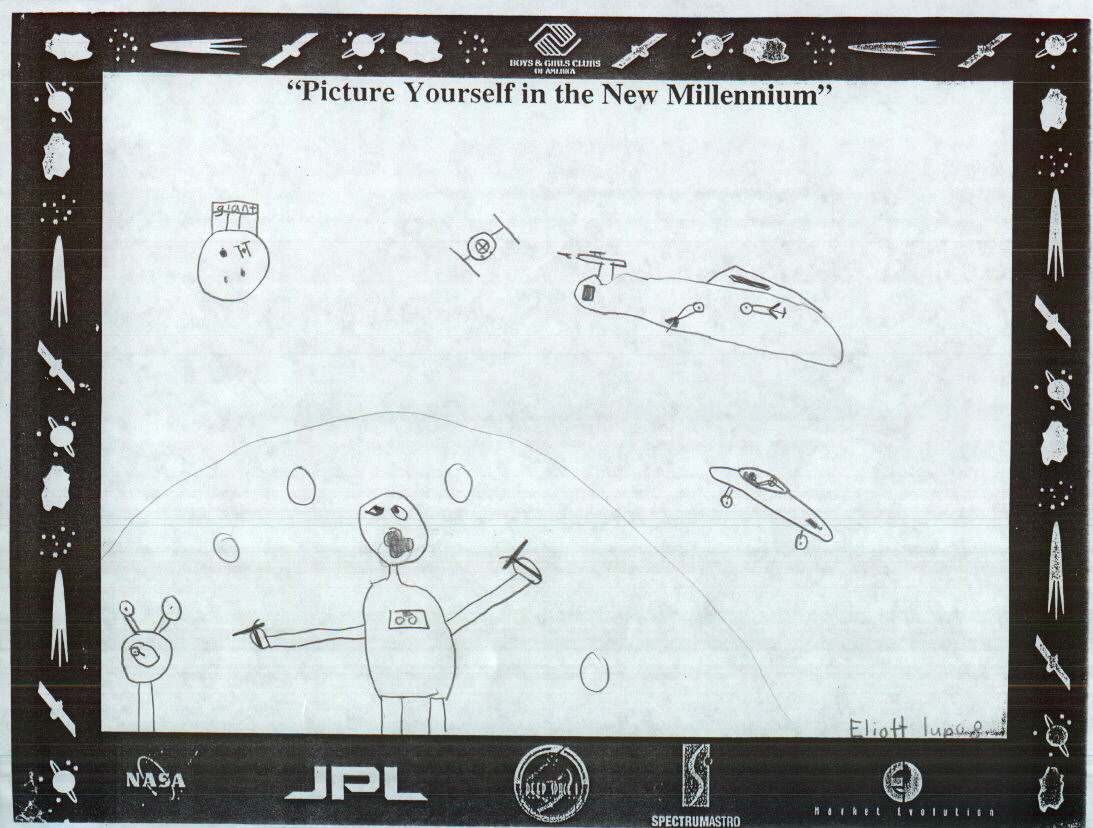 BOYS & GIRLS CLUBS
OF AMERICA
“Picture Yourself in the New Millennium”
giant
Eliott
NASA
JPL
DEEP SPACE 1
SPECTRUMASTRO
Market Evolution